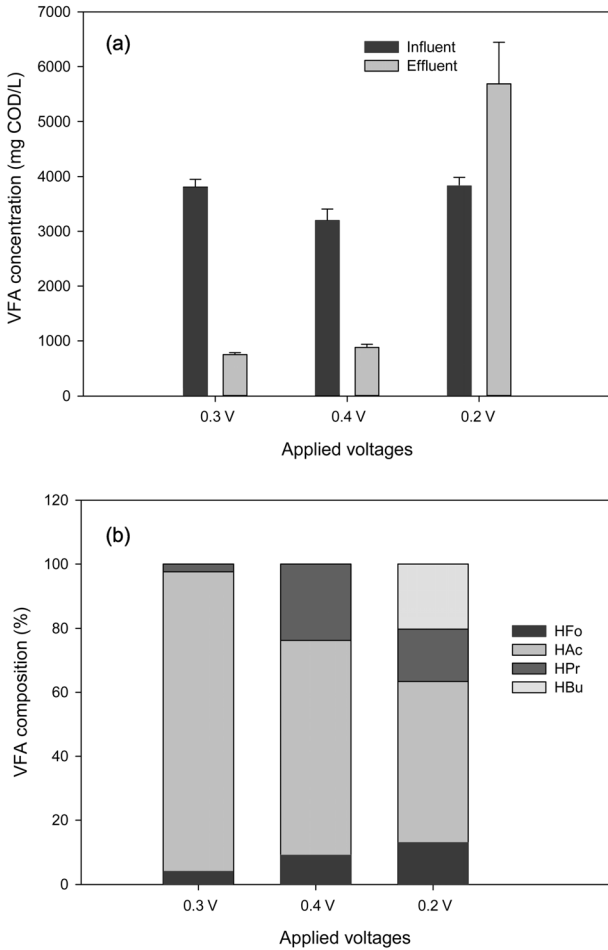 7000
(a)
Influent
Effluent
6000
5000
4000
3000
2000
1000
0
VFA concentration (mg COD/L)
0.3 V 0.4 V 0.2 V
Applied voltages
120
(b)
100
80
60
40
20
0
VFA composition (%)
HFo
HAc
HPr
HBu
0.3 V 0.4 V 0.2 V
Applied voltages